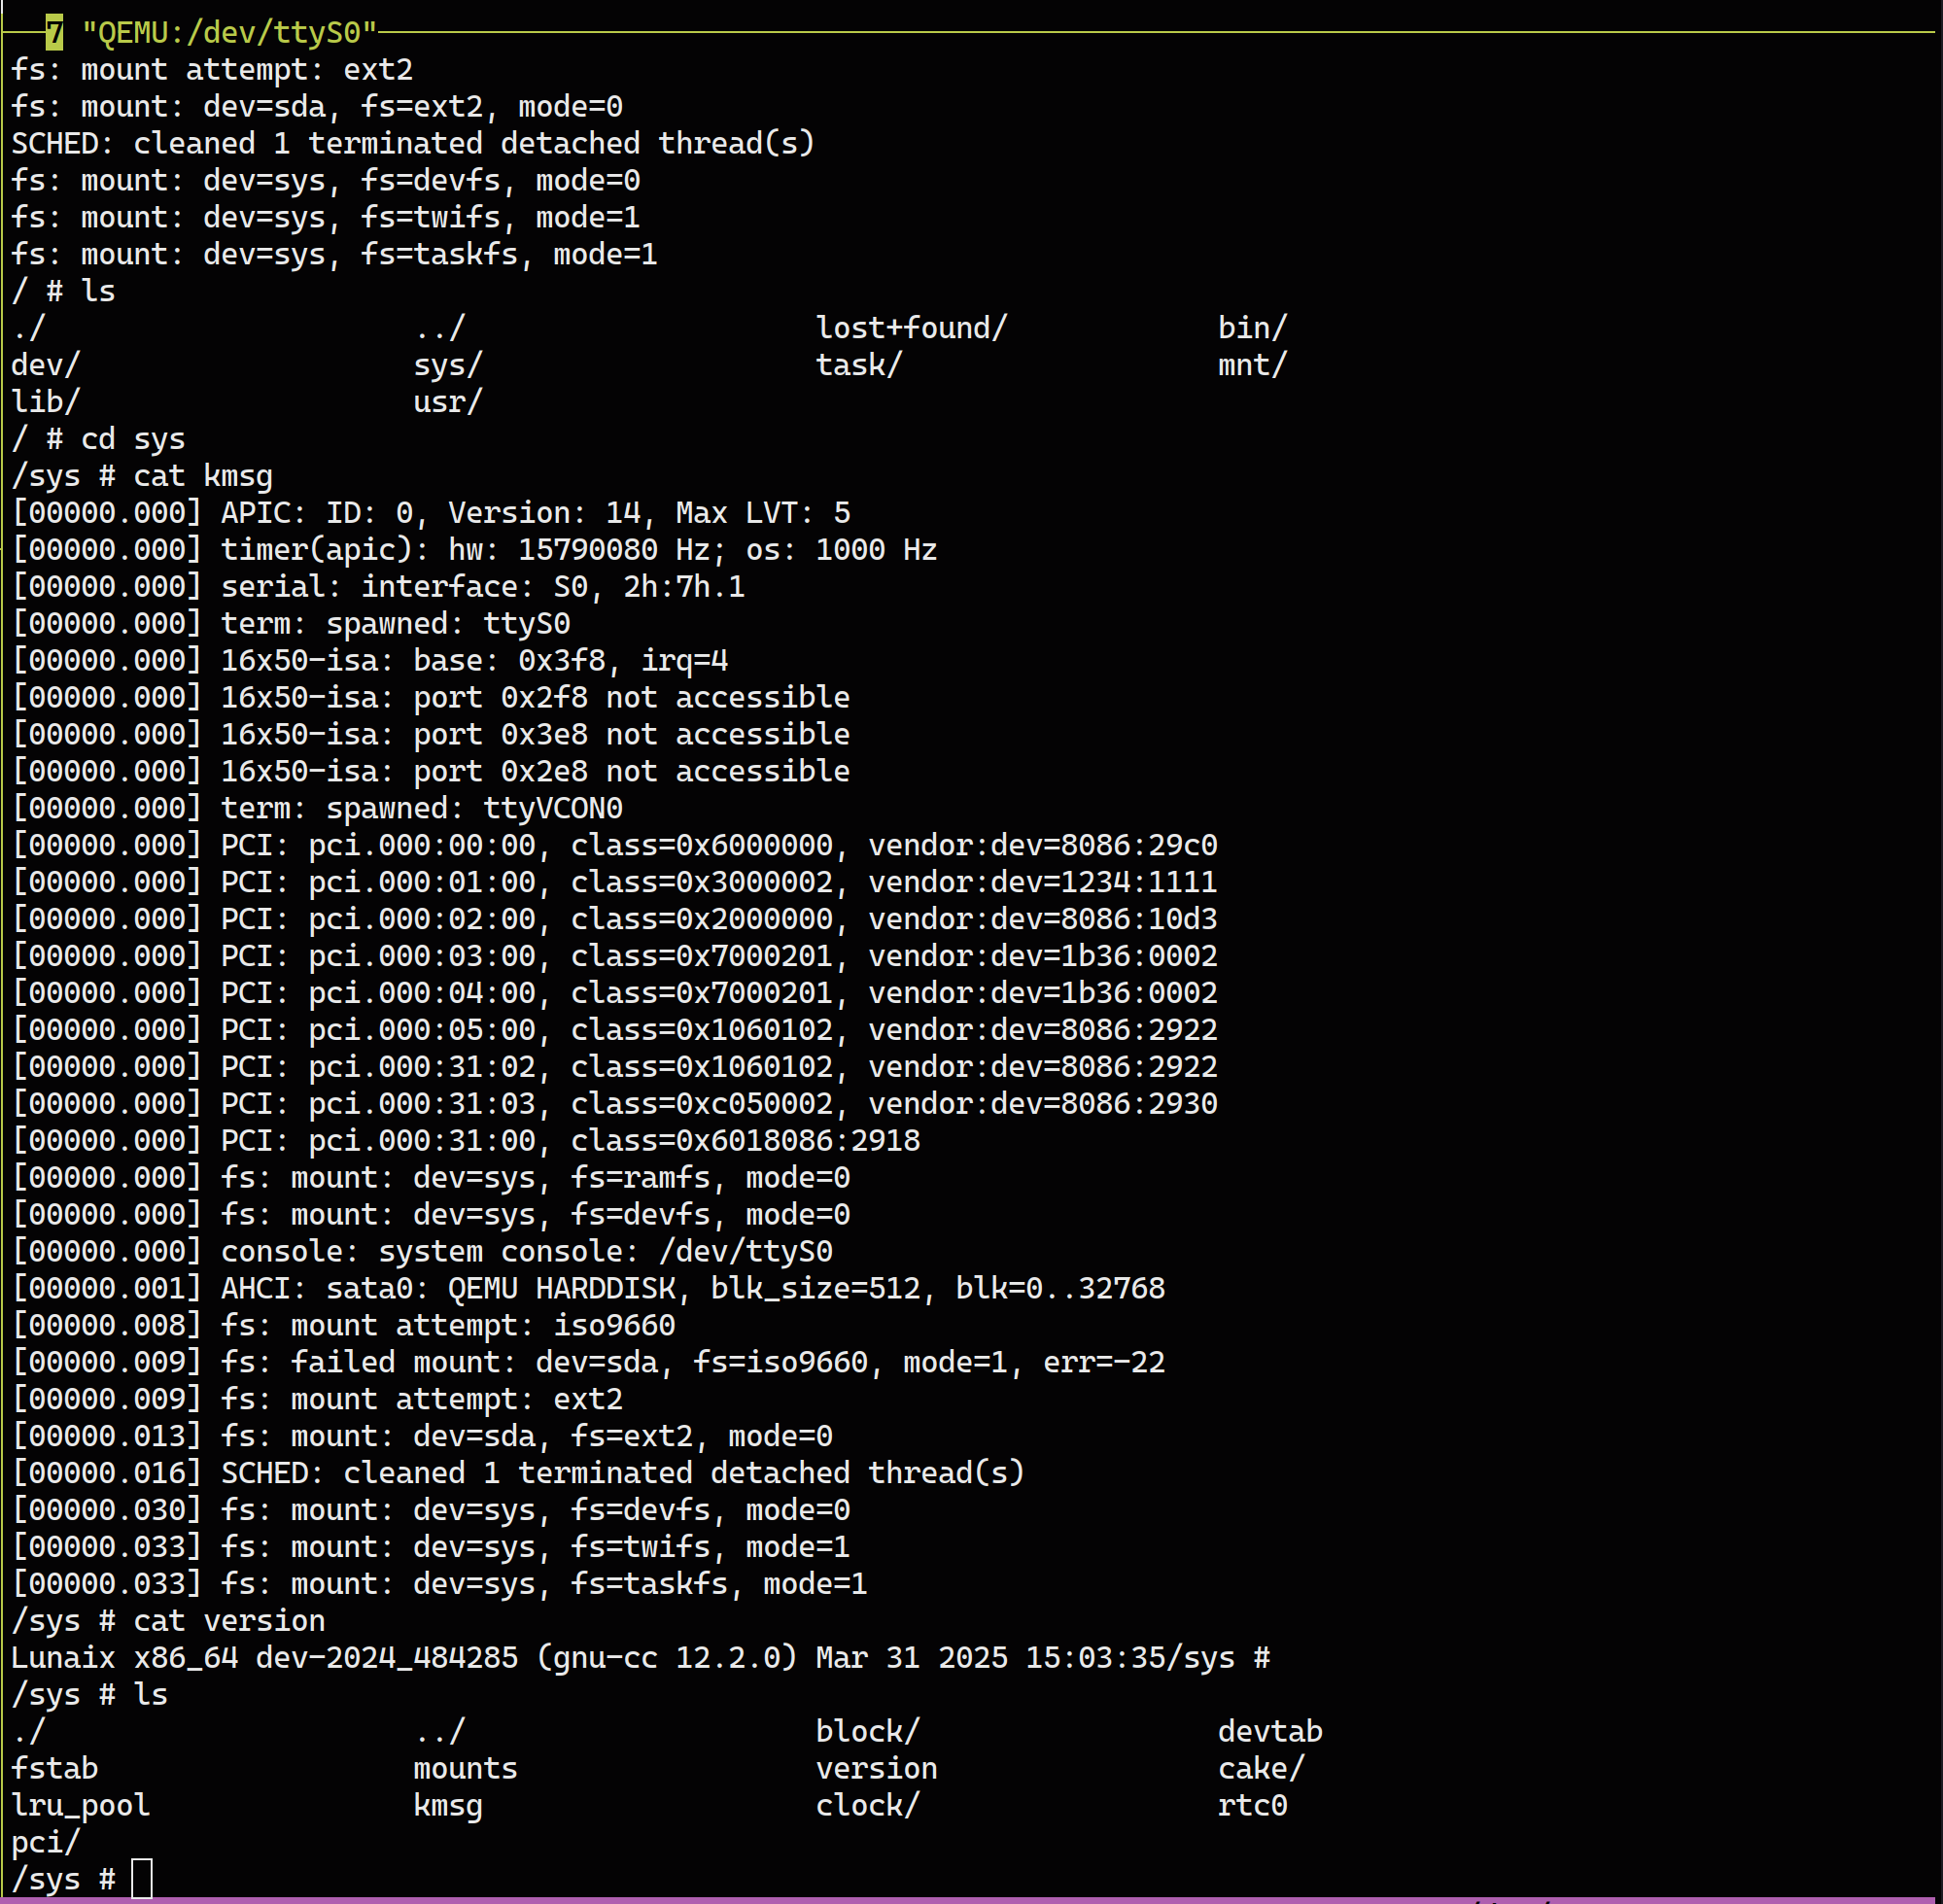 7 "QEMU:/dev/ttyS0"
fs: mount attempt: ext2
fs: mount: dev=sda, fs=ext2, mode=0
SCHED: cleaned 1 terminated detached thread(s)
fs: mount: dev=sys, fs=devfs, mode=0
fs: mount: dev=sys, fs=twifs, mode=1
fs: mount: dev=sys, fs=taskfs, mode=1
/ # ls
./ ../ lost+found/ bin/
dev/ sys/ task/ mnt/
lib/ usr/
/ # cd sys
/sys # cat kmsg
[00000.000] APIC: ID: 0, Version: 14, Max LVT: 5
[00000.000] timer(apic): hw: 15790080 Hz; os: 1000 Hz
[00000.000] serial: interface: S0, 2h:7h.1
[00000.000] term: spawned: ttyS0
[00000.000] 16x50-isa: base: 0x3f8, irq=4
[00000.000] 16x50-isa: port 0x2f8 not accessible
[00000.000] 16x50-isa: port 0x3e8 not accessible
[00000.000] 16x50-isa: port 0x2e8 not accessible
[00000.000] term: spawned: ttyVCON0
[00000.000] PCI: pci.000:00:00, class=0x6000000, vendor:dev=8086:29c0
[00000.000] PCI: pci.000:01:00, class=0x3000002, vendor:dev=1234:1111
[00000.000] PCI: pci.000:02:00, class=0x2000000, vendor:dev=8086:10d3
[00000.000] PCI: pci.000:03:00, class=0x7000201, vendor:dev=1b36:0002
[00000.000] PCI: pci.000:04:00, class=0x7000201, vendor:dev=1b36:0002
[00000.000] PCI: pci.000:05:00, class=0x1060102, vendor:dev=8086:2922
[00000.000] PCI: pci.000:31:02, class=0x1060102, vendor:dev=8086:2922
[00000.000] PCI: pci.000:31:03, class=0xc050002, vendor:dev=8086:2930
[00000.000] PCI: pci.000:31:00, class=0x6018086:2918
[00000.000] fs: mount: dev=sys, fs=ramfs, mode=0
[00000.000] fs: mount: dev=sys, fs=devfs, mode=0
[00000.000] console: system console: /dev/ttyS0
[00000.001] AHCI: sata0: QEMU HARDDISK, blk_size=512, blk=0..32768
[00000.008] fs: mount attempt: iso9660
[00000.009] fs: failed mount: dev=sda, fs=iso9660, mode=1, err=-22
[00000.009] fs: mount attempt: ext2
[00000.013] fs: mount: dev=sda, fs=ext2, mode=0
[00000.016] SCHED: cleaned 1 terminated detached thread(s)
[00000.030] fs: mount: dev=sys, fs=devfs, mode=0
[00000.033] fs: mount: dev=sys, fs=twifs, mode=1
[00000.033] fs: mount: dev=sys, fs=taskfs, mode=1
/sys # cat version
Lunaix x86_64 dev-2024_484285 (gnu-cc 12.2.0) Mar 31 2025 15:03:35/sys #
/sys # ls
./ ../ block/ devtab
fstab mounts version cake/
lru_pool kmsg clock/ rtc0
pci/
/sys #